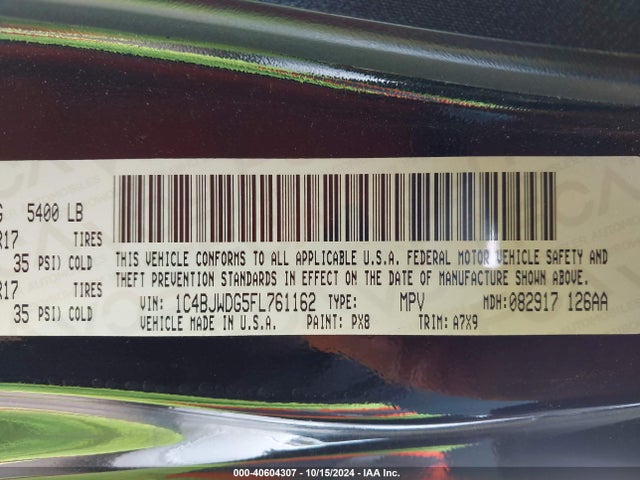 G 5400 LB
R17 TIRES
35 PSI) COLD
R17 TIRES
35 PSI) COLD
THIS VEHICLE CONFORMS TO ALL APPLICABLE U.S.A. FEDERAL MOTOR VEHICLE SAFETY AND
THEFT PREVENTION STANDARDS IN EFFECT ON THE DATE OF MANUFACTURE SHOWN ABOVE.
VIN: 1C4BJWDG5FL761162 TYPE: MPV MDH:082917 126AA
VEHICLE MADE IN U.S.A. PAINT: PX8 TRIM: A7X9
000-40604307 - 10/15/2024 - IAA Inc.